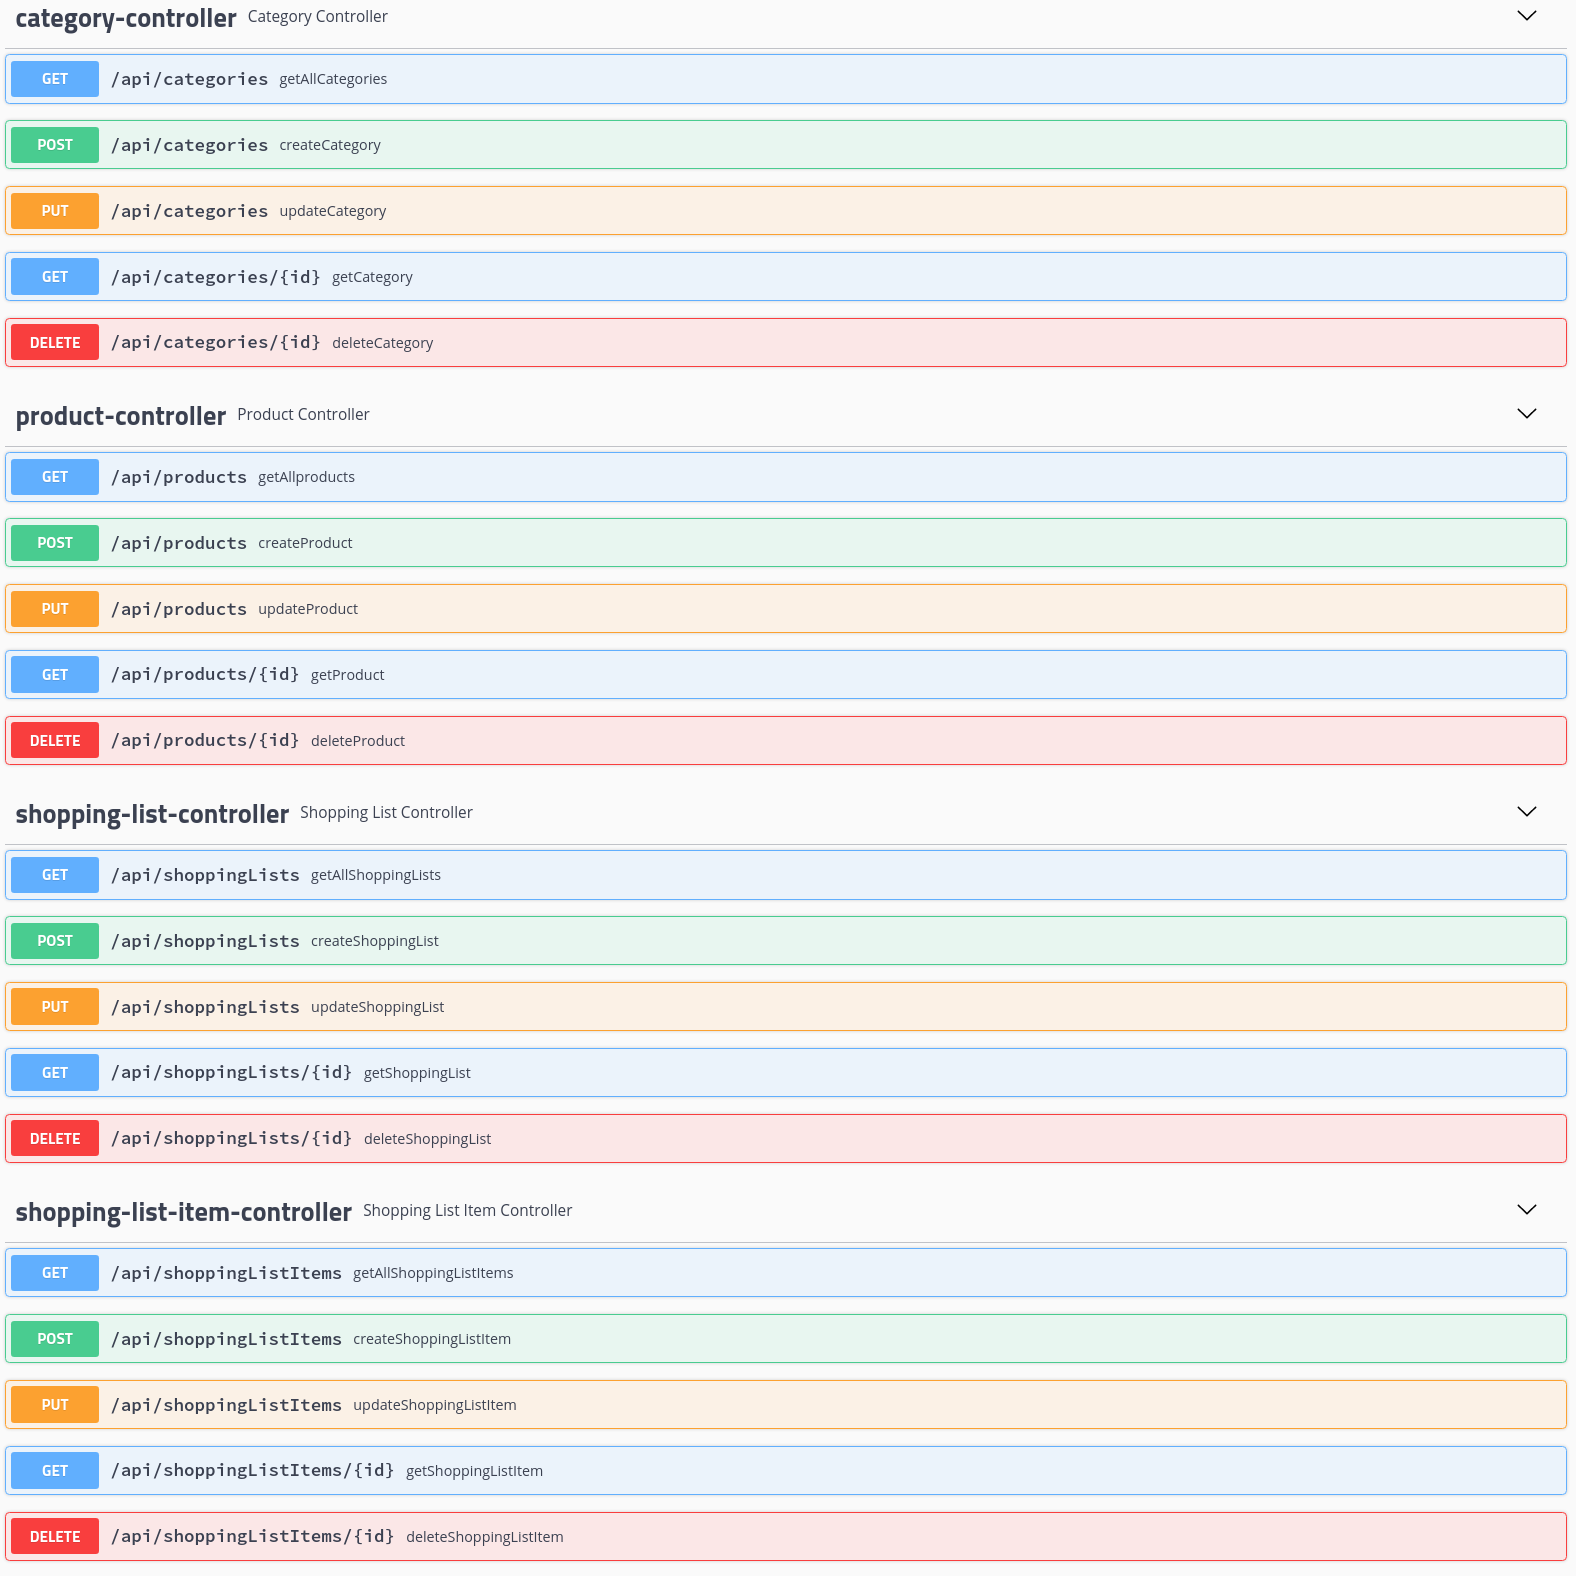 category-controller Category Controller
GET /api/categories getAllCategories
POST /api/categories createCategory
PUT /api/categories updateCategory
GET /api/categories/{id} getCategory
DELETE /api/categories/{id} deleteCategory
product-controller Product Controller
GET /api/products getAllproducts
POST /api/products createProduct
PUT /api/products updateProduct
GET /api/products/{id} getProduct
DELETE /api/products/{id} deleteProduct
shopping-list-controller Shopping List Controller
GET /api/shoppingLists getAllShoppingLists
POST /api/shoppingLists createShoppingList
PUT /api/shoppingLists updateShoppingList
GET /api/shoppingLists/{id} getShoppingList
DELETE /api/shoppingLists/{id} deleteShoppingList
shopping-list-item-controller Shopping List Item Controller
GET /api/shoppingListItems getAllShoppingListItems
POST /api/shoppingListItems createShoppingListItem
PUT /api/shoppingListItems updateShoppingListItem
GET /api/shoppingListItems/{id} getShoppingListItem
DELETE /api/shoppingListItems/{id} deleteShoppingListItem